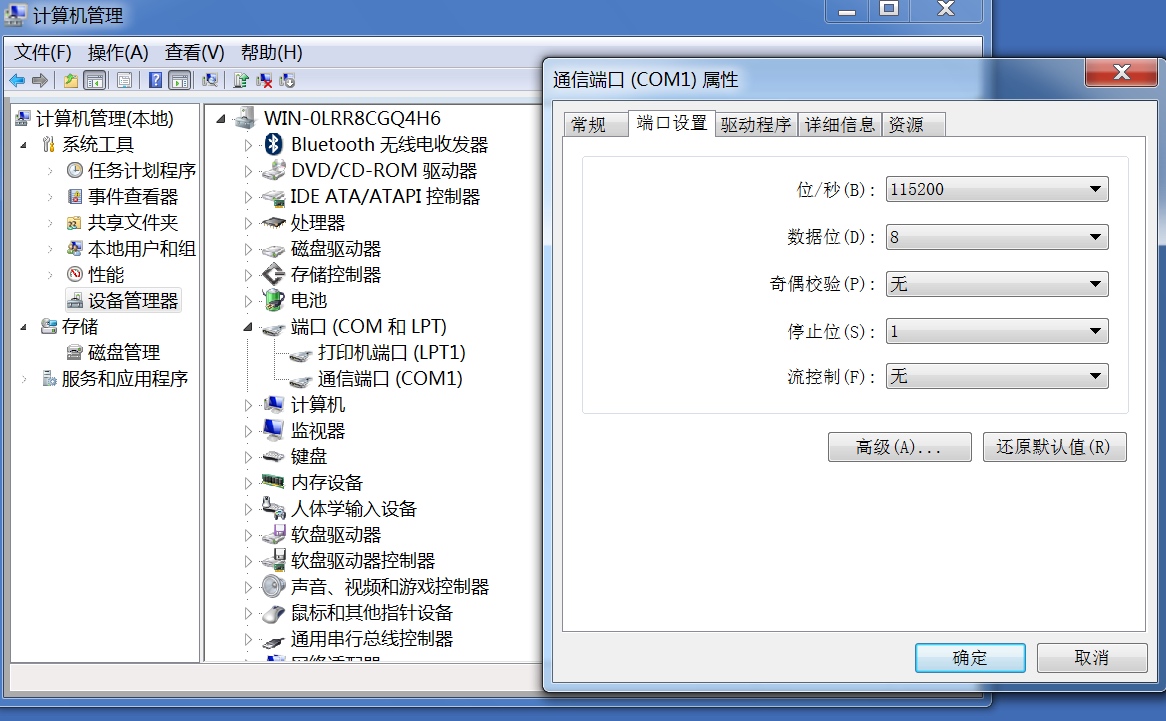 计算机管理
文件(F) 操作(A) 查看(V) 帮助(H)
计算机管理(本地)
系统工具
任务计划程序
事件查看器
共享文件夹
本地用户和组
性能
设备管理器
存储
磁盘管理
服务和应用程序
WIN-0LRR8CGQ4H6
Bluetooth 无线电收发器
DVD/CD-ROM 驱动器
IDE ATA/ATAPI 控制器
处理器
磁盘驱动器
存储控制器
电池
端口 (COM 和 LPT)
打印机端口 (LPT1)
通信端口 (COM1)
计算机
监视器
键盘
内存设备
人体学输入设备
软盘驱动器
软盘驱动器控制器
声音、视频和游戏控制器
鼠标和其他指针设备
通用串行总线控制器
网络适配器
通信端口 (COM1) 属性
常规 端口设置 驱动程序 详细信息 资源
位/秒(B): 115200
数据位(D): 8
奇偶校验(P): 无
停止位(S): 1
流控制(F): 无
高级(A)... 还原默认值(R)
确定 取消